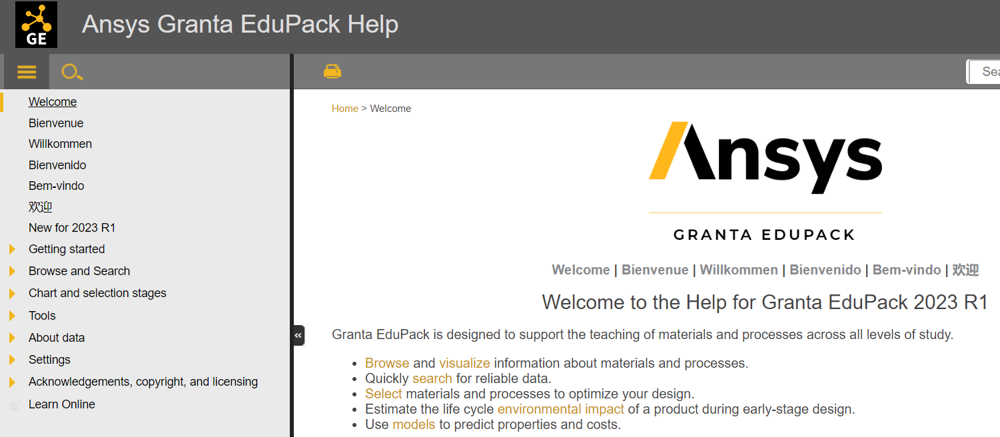 GE
Ansys Granta EduPack Help
Welcome
Bienvenue
Willkommen
Bienvenido
Bem-vindo
欢迎
New for 2023 R1
Getting started
Browse and Search
Chart and selection stages
Tools
About data
Settings
Acknowledgements, copyright, and licensing
Learn Online
Home > Welcome
Ansys
GRANTA EDUPACK
Welcome | Bienvenue | Willkommen | Bienvenido | Bem-vindo | 欢迎
Welcome to the Help for Granta EduPack 2023 R1
Granta EduPack is designed to support the teaching of materials and processes across all levels of study.
• Browse and visualize information about materials and processes.
• Quickly search for reliable data.
• Select materials and processes to optimize your design.
• Estimate the life cycle environmental impact of a product during early-stage design.
• Use models to predict properties and costs.